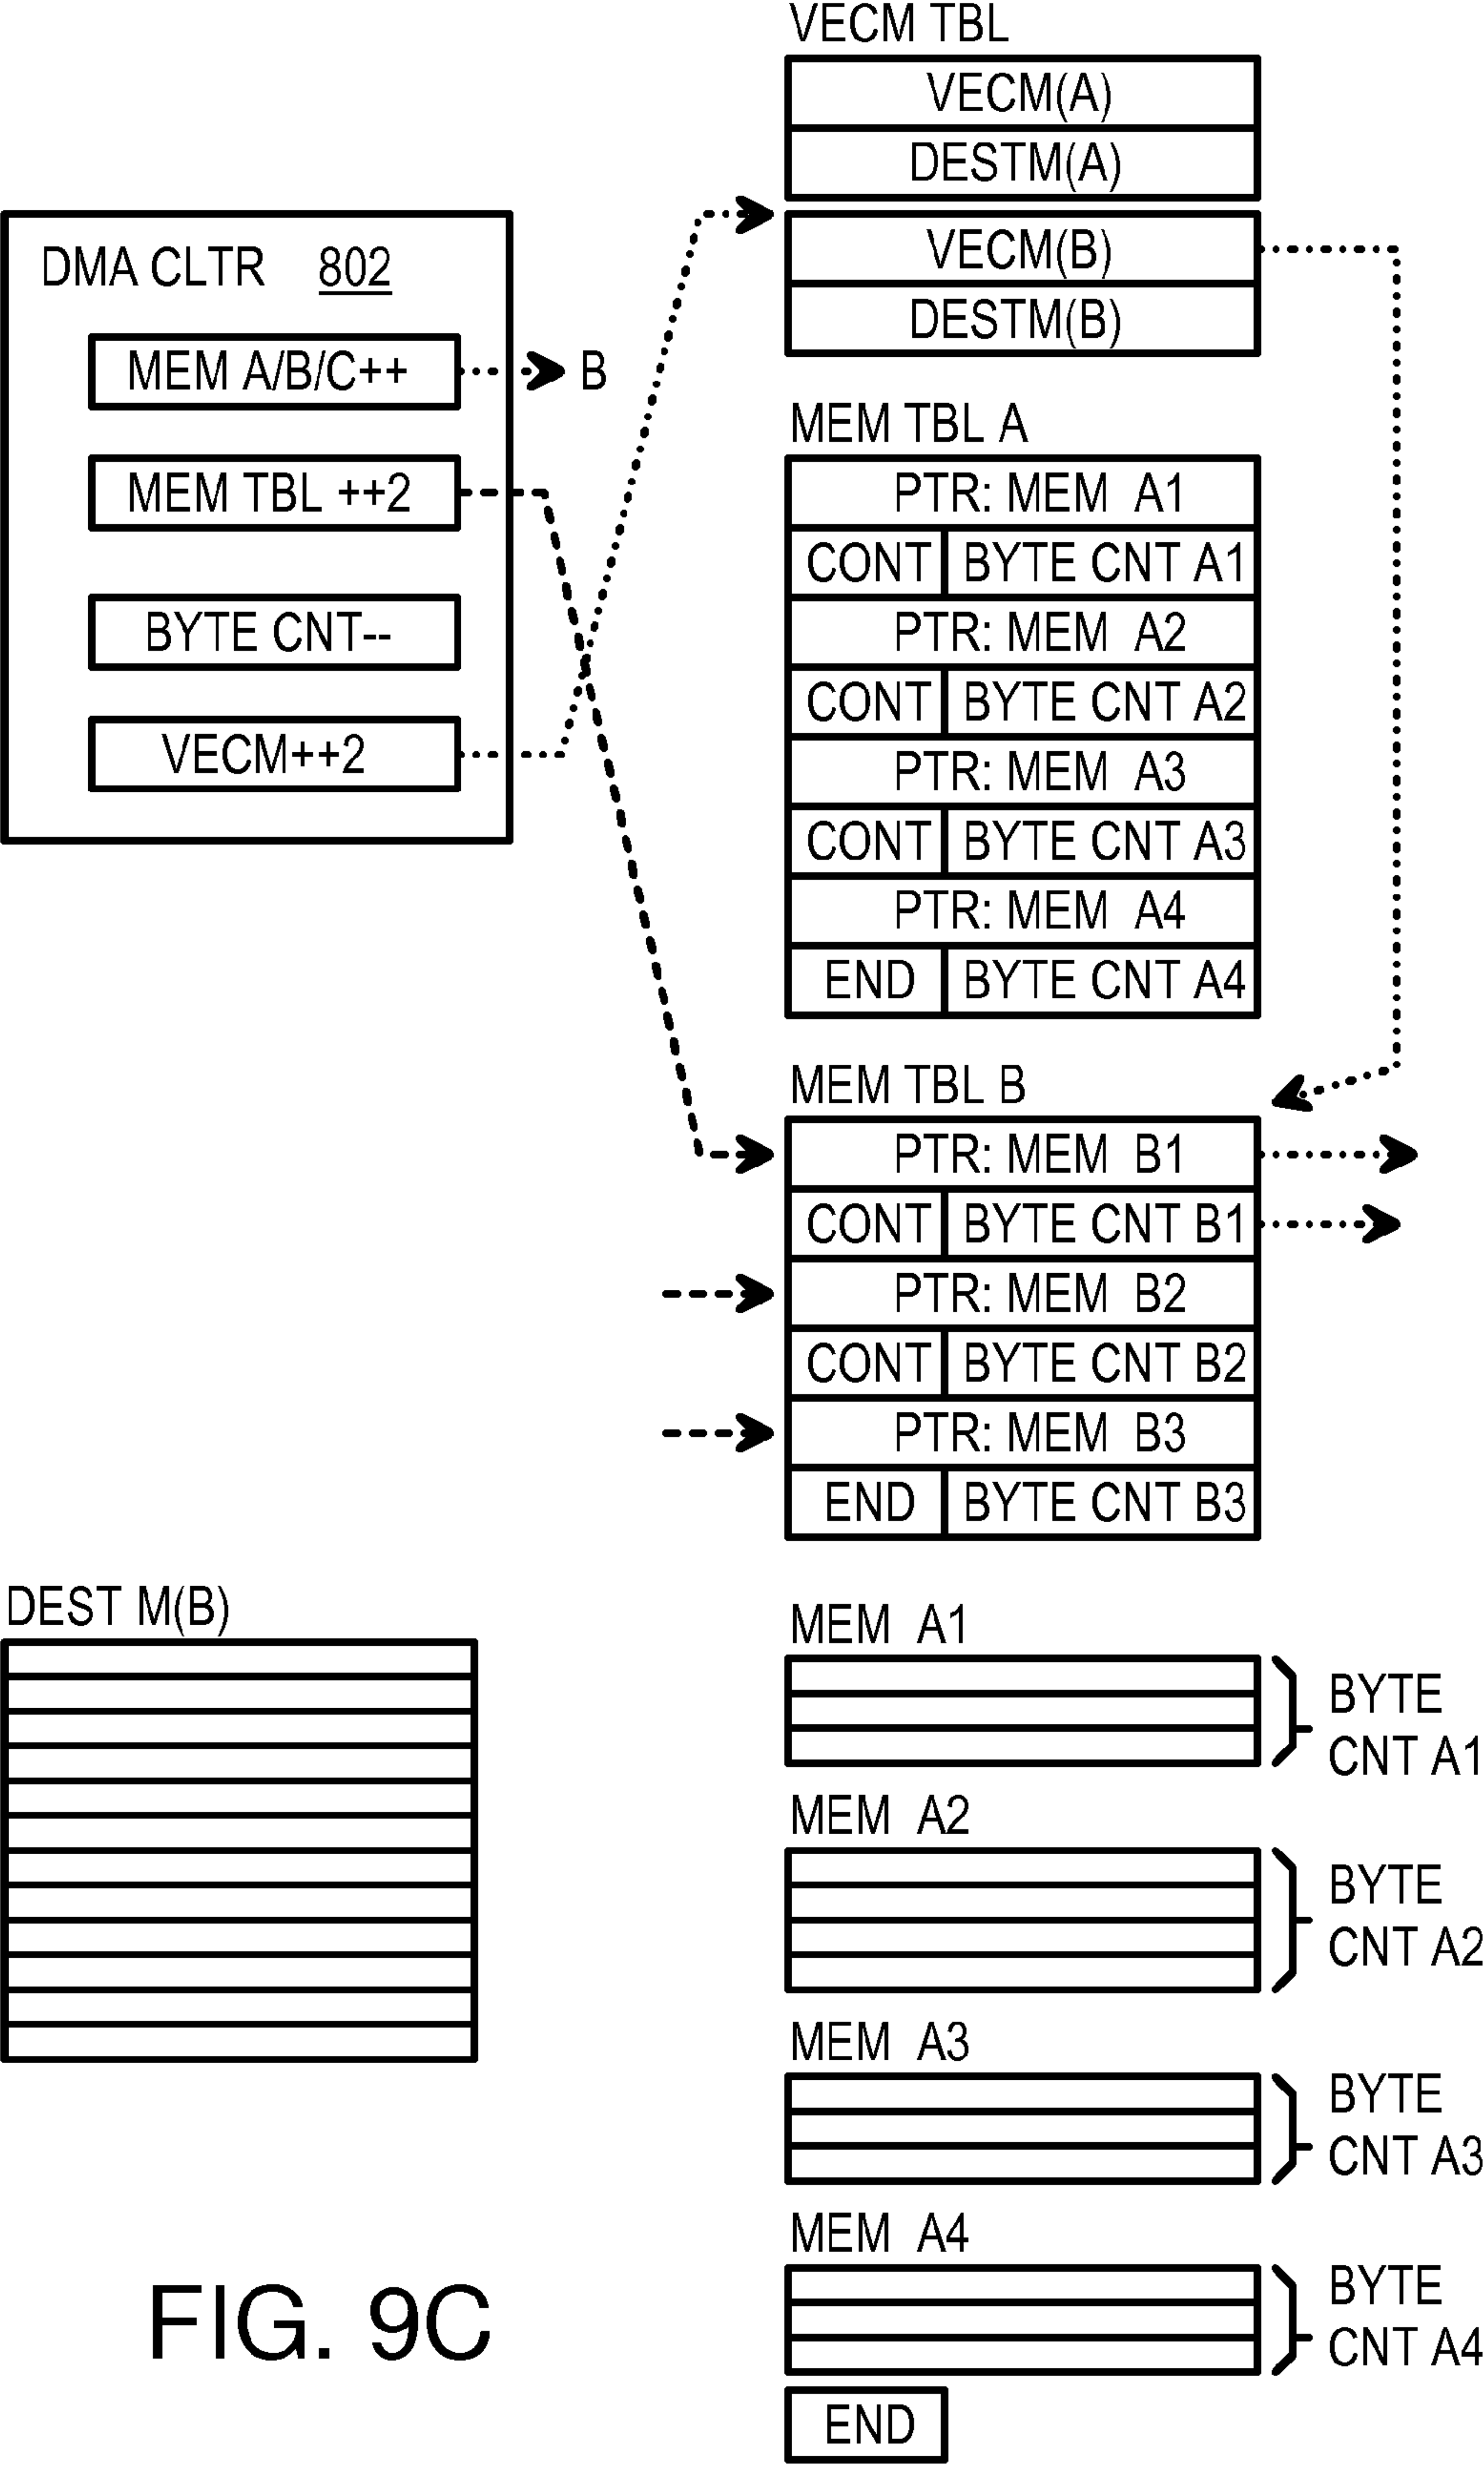 VECM TBL
VECM(A)
DESTM(A)
VECM(B)
DESTM(B)
DMA CLTR 802
MEM A/B/C++
B
MEM TBL ++2
BYTE CNT--
VECM++2
MEM TBL A
PTR: MEM A1
CONT BYTE CNT A1
PTR: MEM A2
CONT BYTE CNT A2
PTR: MEM A3
CONT BYTE CNT A3
PTR: MEM A4
END BYTE CNT A4
MEM TBL B
PTR: MEM B1
CONT BYTE CNT B1
PTR: MEM B2
CONT BYTE CNT B2
PTR: MEM B3
END BYTE CNT B3
DEST M(B)
MEM A1
BYTE
CNT A1
MEM A2
BYTE
CNT A2
MEM A3
BYTE
CNT A3
MEM A4
BYTE
CNT A4
END
FIG. 9C